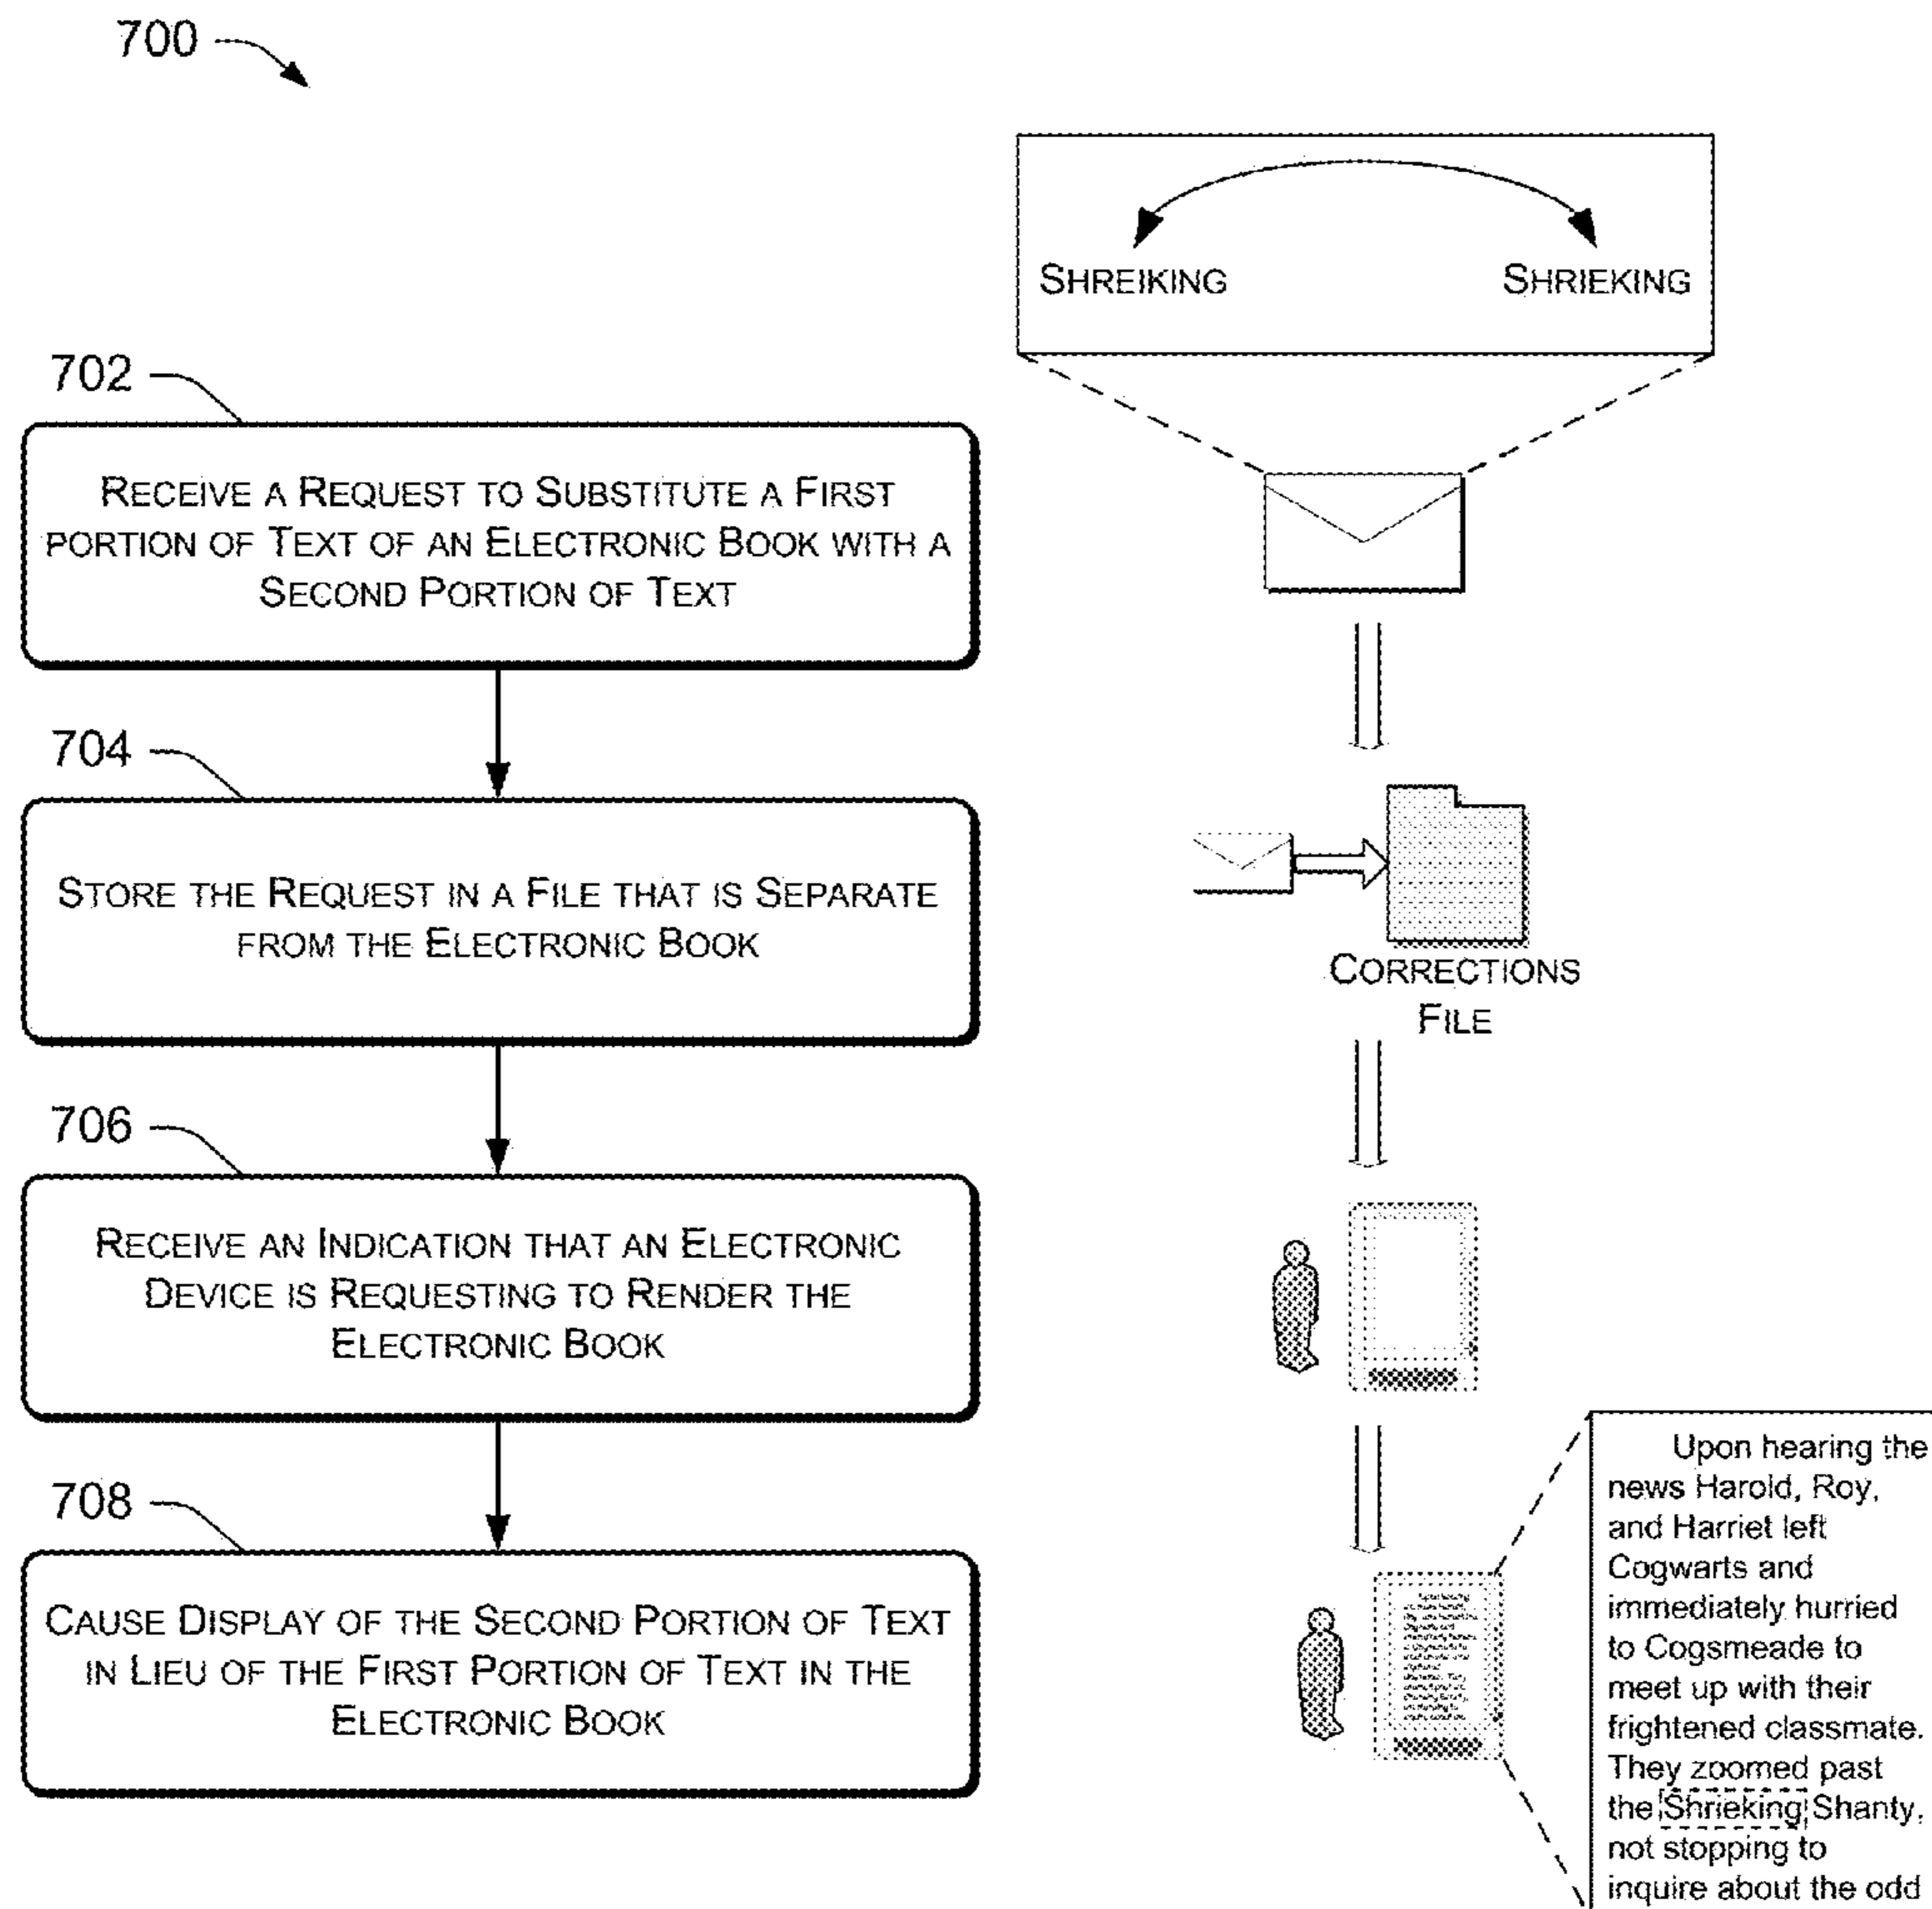 700
SHREIKING
SHRIEKING
702
RECEIVE A REQUEST TO SUBSTITUTE A FIRST
PORTION OF TEXT OF AN ELECTRONIC BOOK WITH A
SECOND PORTION OF TEXT
704
STORE THE REQUEST IN A FILE THAT IS SEPARATE
FROM THE ELECTRONIC BOOK
CORRECTIONS
FILE
706
RECEIVE AN INDICATION THAT AN ELECTRONIC
DEVICE IS REQUESTING TO RENDER THE
ELECTRONIC BOOK
708
CAUSE DISPLAY OF THE SECOND PORTION OF TEXT
IN LIEU OF THE FIRST PORTION OF TEXT IN THE
ELECTRONIC BOOK
Upon hearing the
news Harold, Roy,
and Harriet left
Cogwarts and
immediately hurried
to Cogsmeade to
meet up with their
frightened classmate.
They zoomed past
the Shrieking Shanty,
not stopping to
inquire about the odd